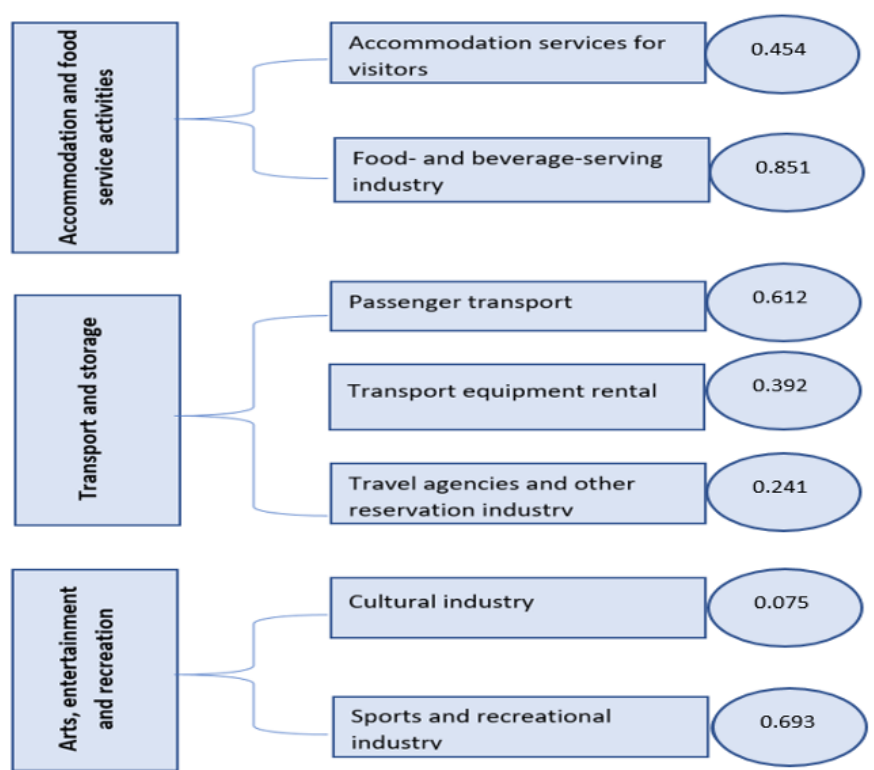 Accommodation and food
service activities
Accommodation services for
visitors
0.454
Food- and beverage-serving
industry
0.851
Transport and storage
Passenger transport
0.612
Transport equipment rental
0.392
Travel agencies and other
reservation industry
0.241
Arts, entertainment
and recreation
Cultural industry
0.075
Sports and recreational
industry
0.693